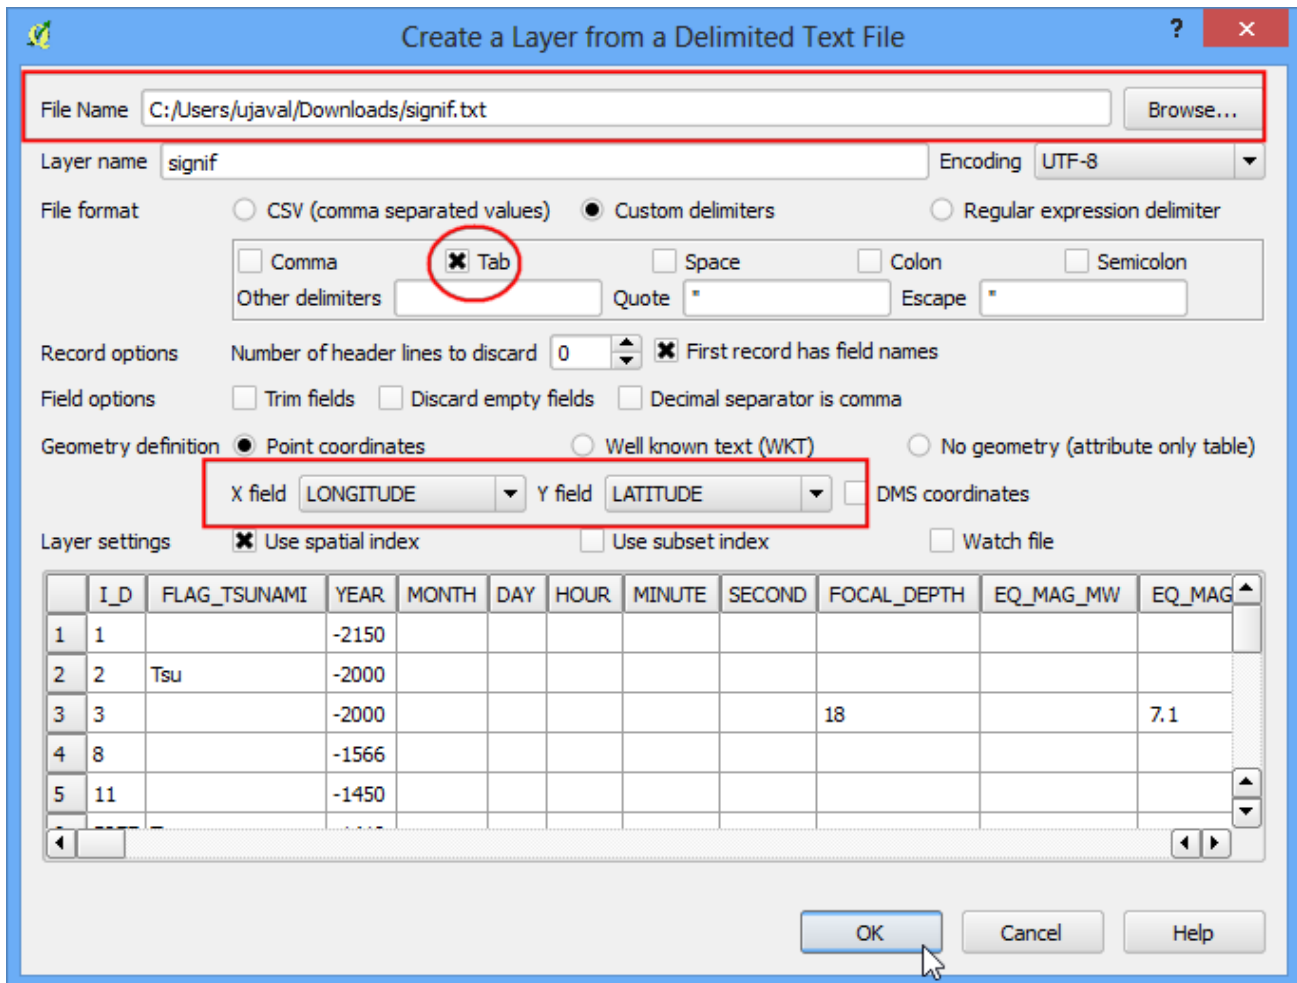 Create a Layer from a Delimited Text File ? ×
File Name C:/Users/ujaval/Downloads/signif.txt Browse...
Layer name signif Encoding UTF-8
File format CSV (comma separated values) Custom delimiters Regular expression delimiter
Comma Tab Space Colon Semicolon
Other delimiters Quote " Escape "
Record options Number of header lines to discard 0 First record has field names
Field options Trim fields Discard empty fields Decimal separator is comma
Geometry definition Point coordinates Well known text (WKT) No geometry (attribute only table)
X field LONGITUDE Y field LATITUDE DMS coordinates
Layer settings Use spatial index Use subset index Watch file
I_D FLAG_TSUNAMI YEAR MONTH DAY HOUR MINUTE SECOND FOCAL_DEPTH EQ_MAG_MW EQ_MAG
1 1 -2150
2 2 Tsu -2000
3 3 -2000 18 7.1
4 8 -1566
5 11 -1450
OK Cancel Help